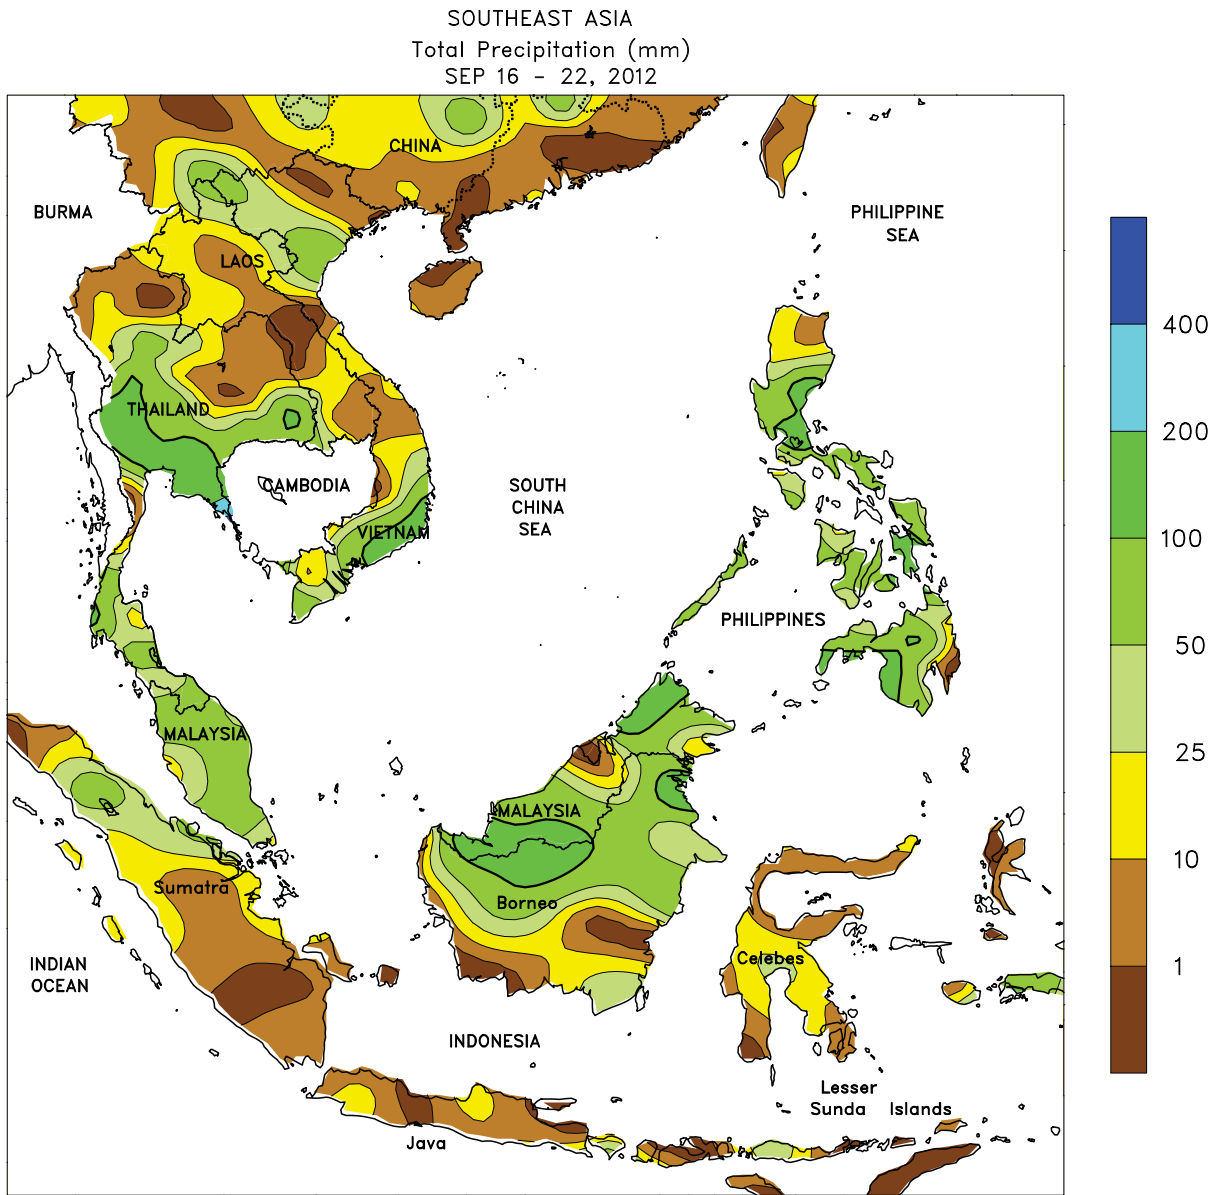 SOUTHEAST ASIA
Total Precipitation (mm)
SEP 16 - 22, 2012
CHINA
BURMA
PHILIPPINE
SEA
LAOS
400
THAILAND
200
CAMBODIA
SOUTH
CHINA
SEA
VIETNAM
100
PHILIPPINES
50
MALAYSIA
25
MALAYSIA
10
Sumatra
Borneo
Celebes
INDIAN
OCEAN
1
INDONESIA
Lesser
Sunda Islands
Java